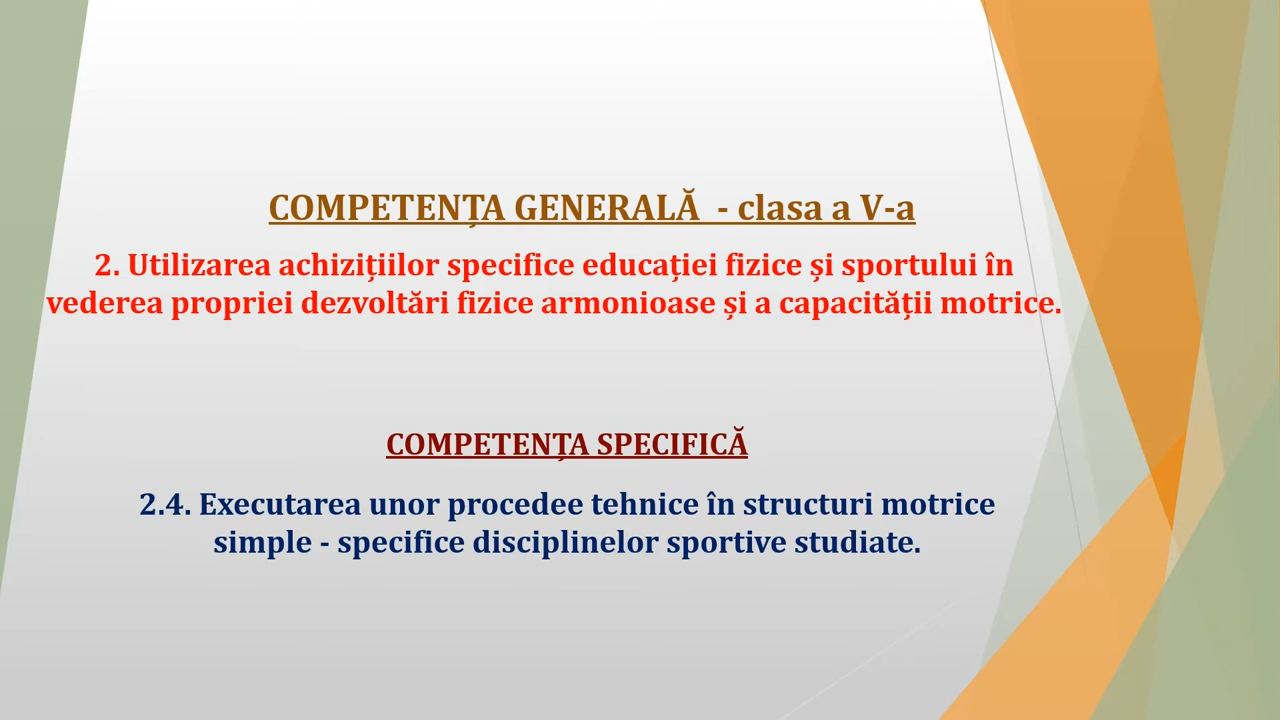 COMPETENȚA GENERALĂ - clasa a V-a
2. Utilizarea achizițiilor specifice educației fizice și sportului în
vederea propriei dezvoltări fizice armonioase și a capacității motrice.
COMPETENȚA SPECIFICĂ
2.4. Executarea unor procedee tehnice în structuri motrice
simple - specifice disciplinelor sportive studiate.